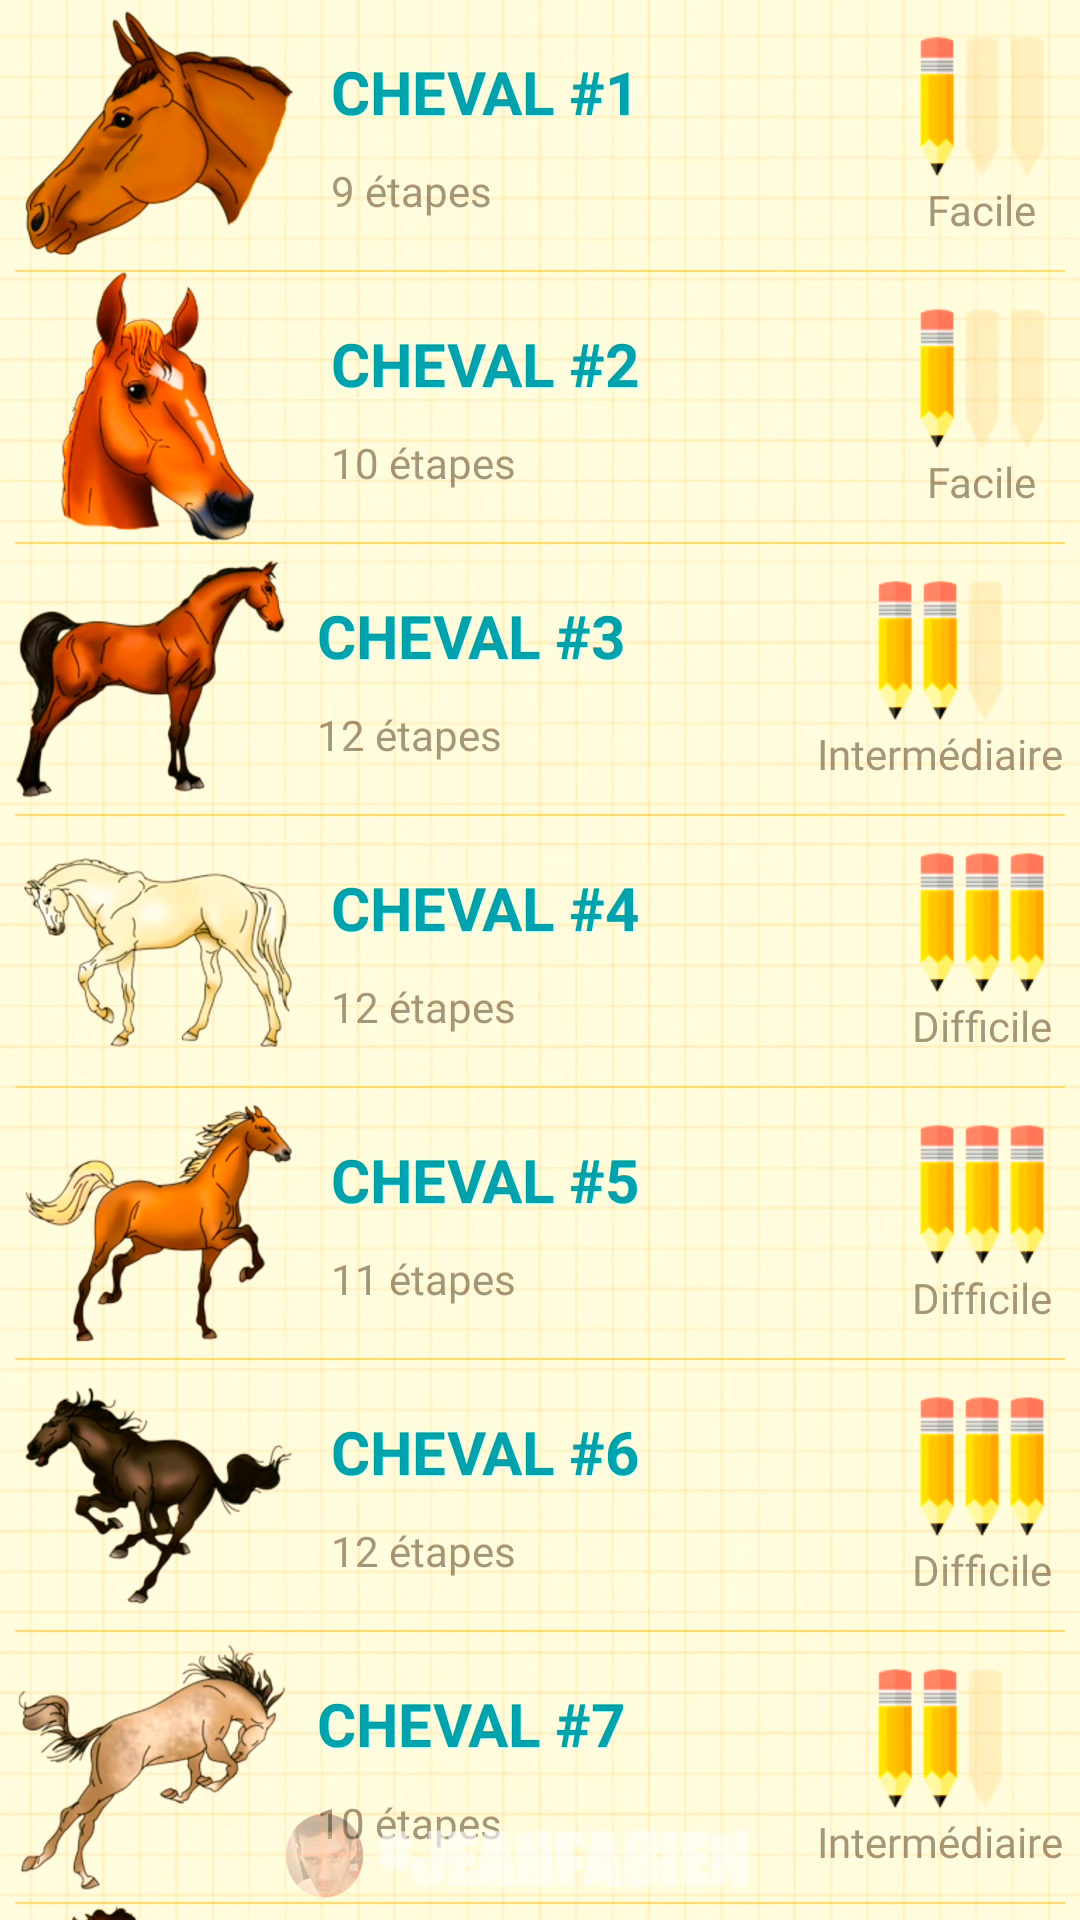 CHEVAL #1
9 étapes
Facile
CHEVAL #2
10 étapes
Facile
CHEVAL #3
12 étapes
Intermédiaire
CHEVAL #4
12 étapes
Difficile
CHEVAL #5
11 étapes
Difficile
CHEVAL #6
12 étapes
Difficile
CHEVAL #7
10 étapes
Intermédiaire